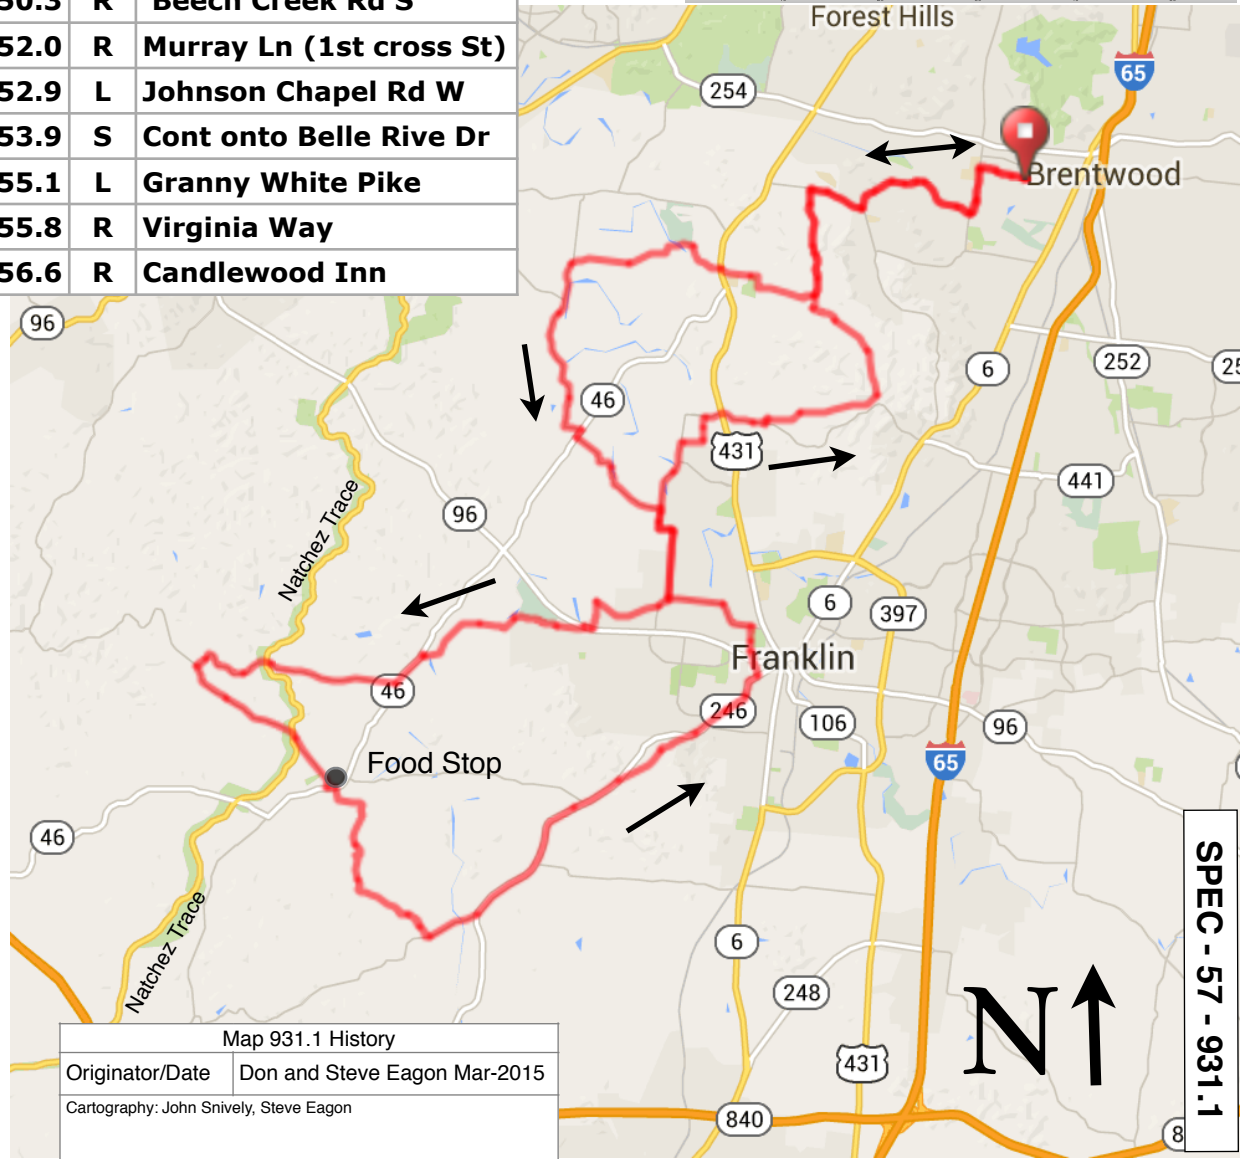 50.3 R Beech Creek Rd S
52.0 R Murray Ln (1st cross St)
52.9 L Johnson Chapel Rd W
53.9 S Cont onto Belle Rive Dr
55.1 L Granny White Pike
55.8 R Virginia Way
56.6 R Candlewood Inn
Forest Hills
65
254
Brentwood
96
6
252
25
46
431
441
96
Natchez Trace
6
397
Franklin
46
246
106
96
Food Stop
65
46
Natchez Trace
6
248
N
431
840
8
SPEC - 57 - 931.1
Map 931.1 History
Originator/Date Don and Steve Eagon Mar-2015
Cartography: John Snively, Steve Eagon